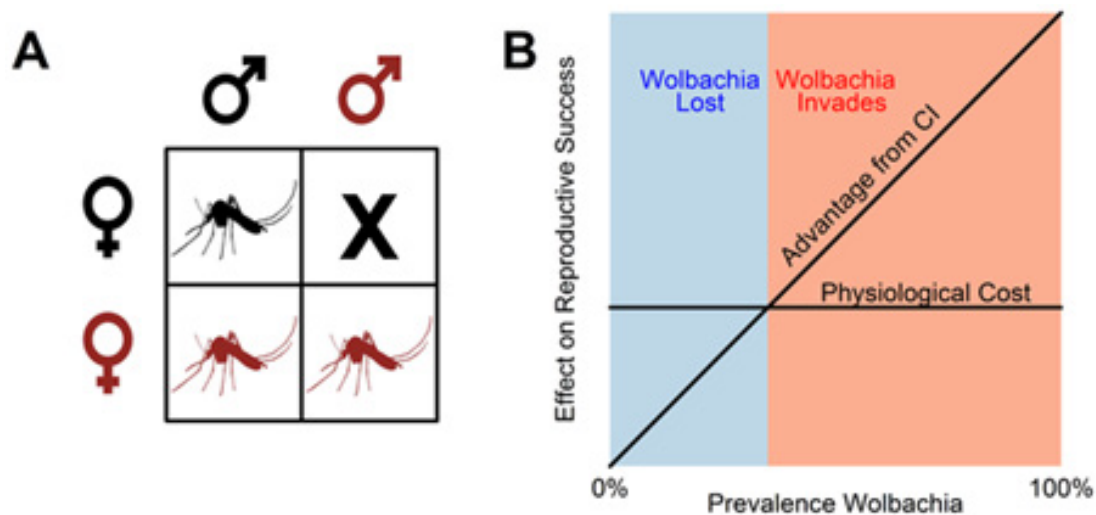 A
X
B
Effect on Reproductive Success
Wolbachia
Lost
Wolbachia
Invades
Advantage from CI
Physiological Cost
0%
100%
Prevalence Wolbachia